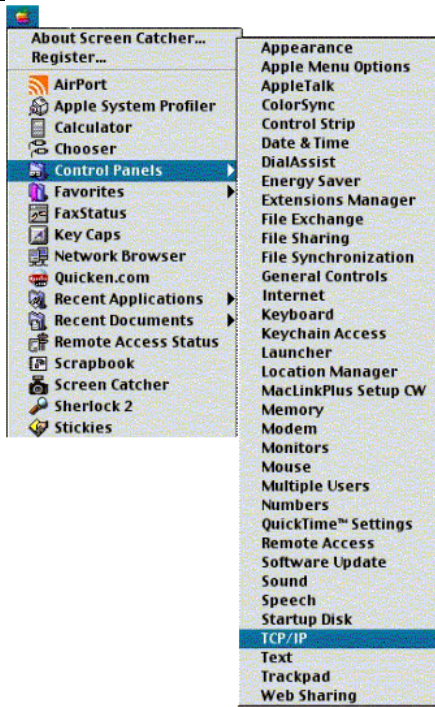 About Screen Catcher...
Register...
AirPort
Apple System Profiler
Calculator
Chooser
Control Panels
Favorites
FaxStatus
Key Caps
Network Browser
Quicken.com
Recent Applications
Recent Documents
Remote Access Status
Scrapbook
Screen Catcher
Sherlock 2
Stickies
Appearance
Apple Menu Options
AppleTalk
ColorSync
Control Strip
Date & Time
DialAssist
Energy Saver
Extensions Manager
File Exchange
File Sharing
File Synchronization
General Controls
Internet
Keyboard
Keychain Access
Launcher
Location Manager
MacLinkPlus Setup CW
Memory
Modem
Monitors
Mouse
Multiple Users
Numbers
QuickTime™ Settings
Remote Access
Software Update
Sound
Speech
Startup Disk
TCP/IP
Text
Trackpad
Web Sharing